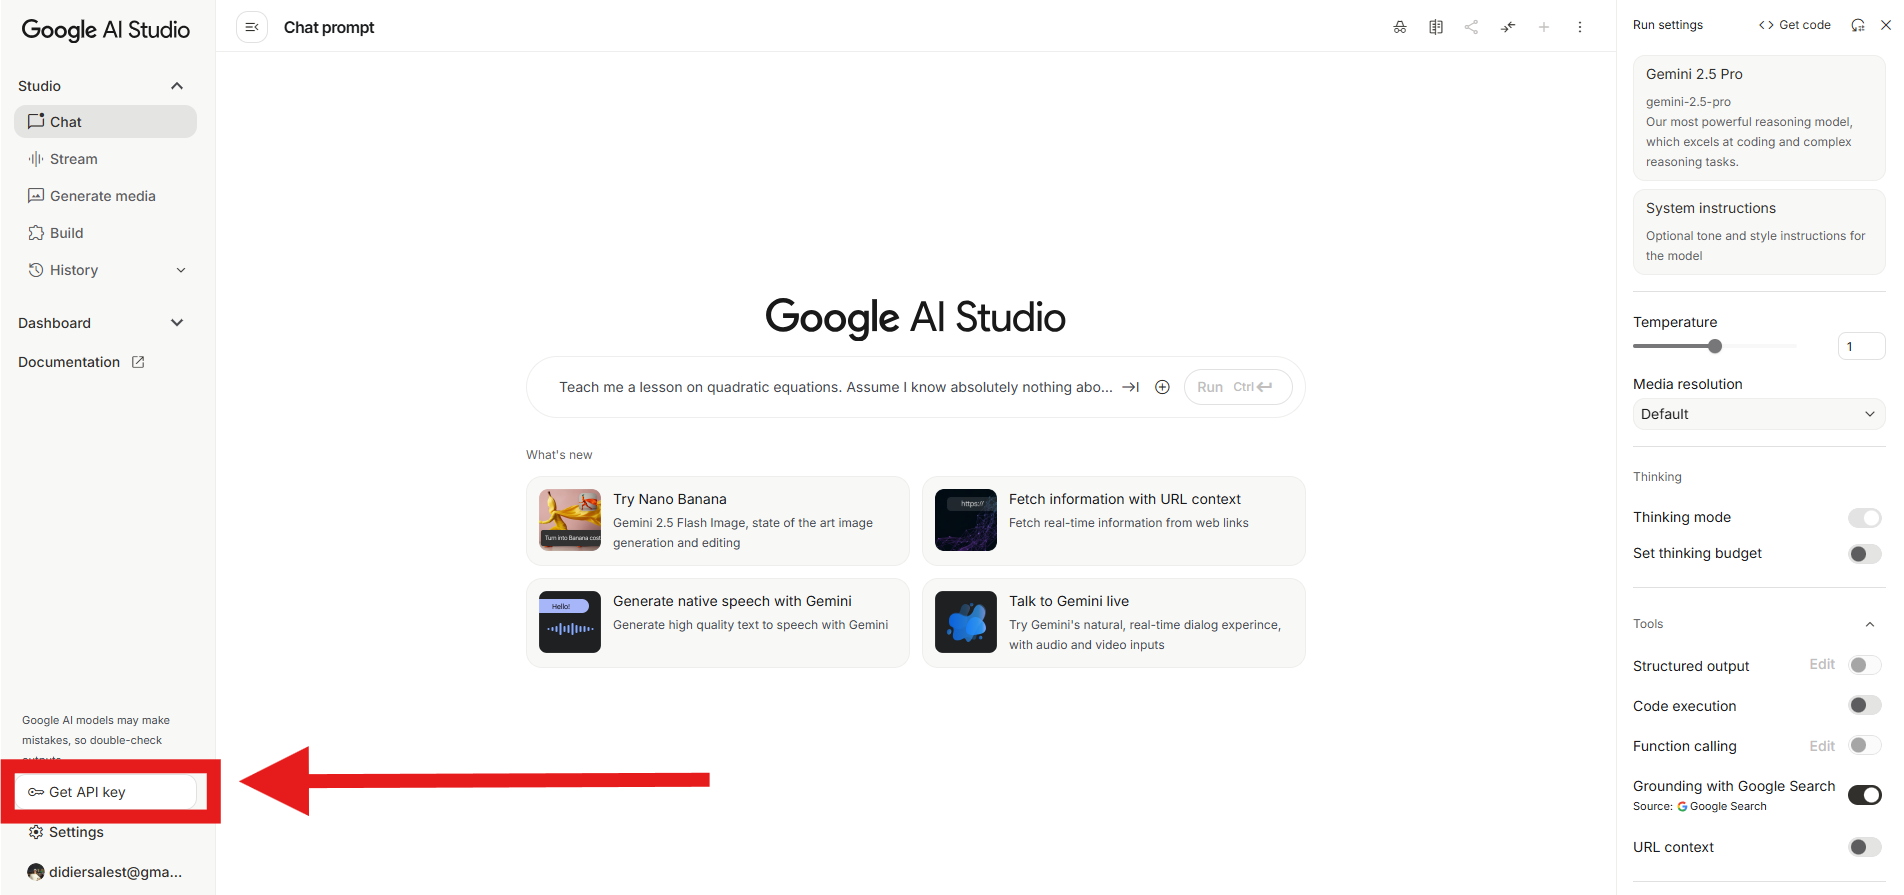 Google AI Studio
Studio
Chat
Stream
Generate media
Build
History
Dashboard
Documentation
Google AI models may make
mistakes, so double-check
Get API key
Settings
didiersalest@gma...
Chat prompt
Google AI Studio
Teach me a lesson on quadratic equations. Assume I know absolutely nothing abo...
Run Ctrl
What's new
Try Nano Banana
Gemini 2.5 Flash Image, state of the art image
generation and editing
Turn into Banana cost
Fetch information with URL context
Fetch real-time information from web links
https://
Generate native speech with Gemini
Generate high quality text to speech with Gemini
Hello!
Talk to Gemini live
Try Gemini's natural, real-time dialog experince,
with audio and video inputs
Run settings
<> Get code
Gemini 2.5 Pro
gemini-2.5-pro
Our most powerful reasoning model,
which excels at coding and complex
reasoning tasks.
System instructions
Optional tone and style instructions for
the model
Temperature
1
Media resolution
Default
Thinking
Thinking mode
Set thinking budget
Tools
Structured output Edit
Code execution
Function calling Edit
Grounding with Google Search
Source: Google Search
URL context